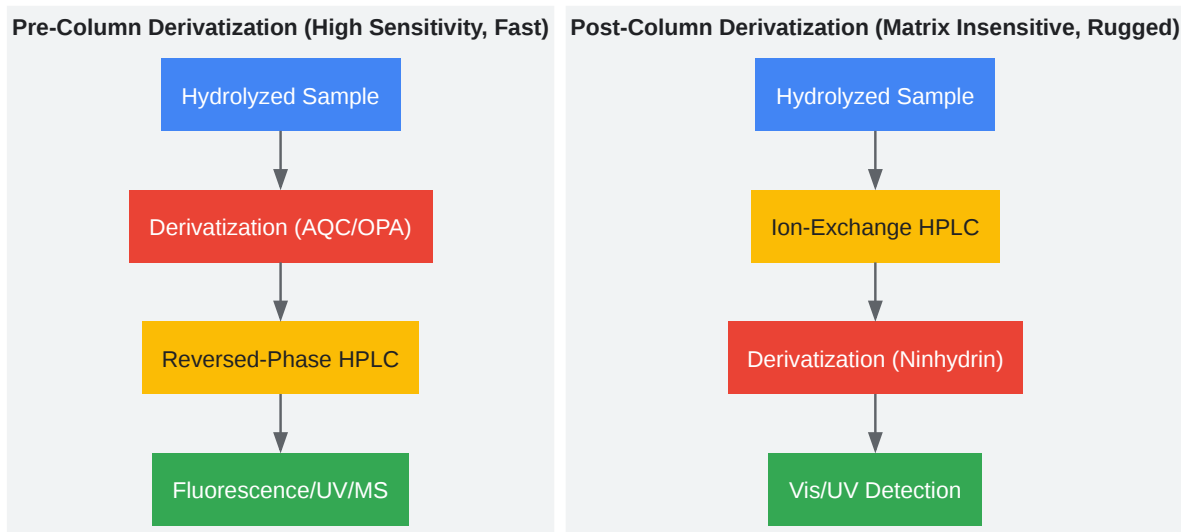 Pre-Column Derivatization (High Sensitivity, Fast)
Hydrolyzed Sample
Derivatization (AQC/OPA)
Reversed-Phase HPLC
Fluorescence/UV/MS
Post-Column Derivatization (Matrix Insensitive, Rugged)
Hydrolyzed Sample
Ion-Exchange HPLC
Derivatization (Ninhydrin)
Vis/UV Detection